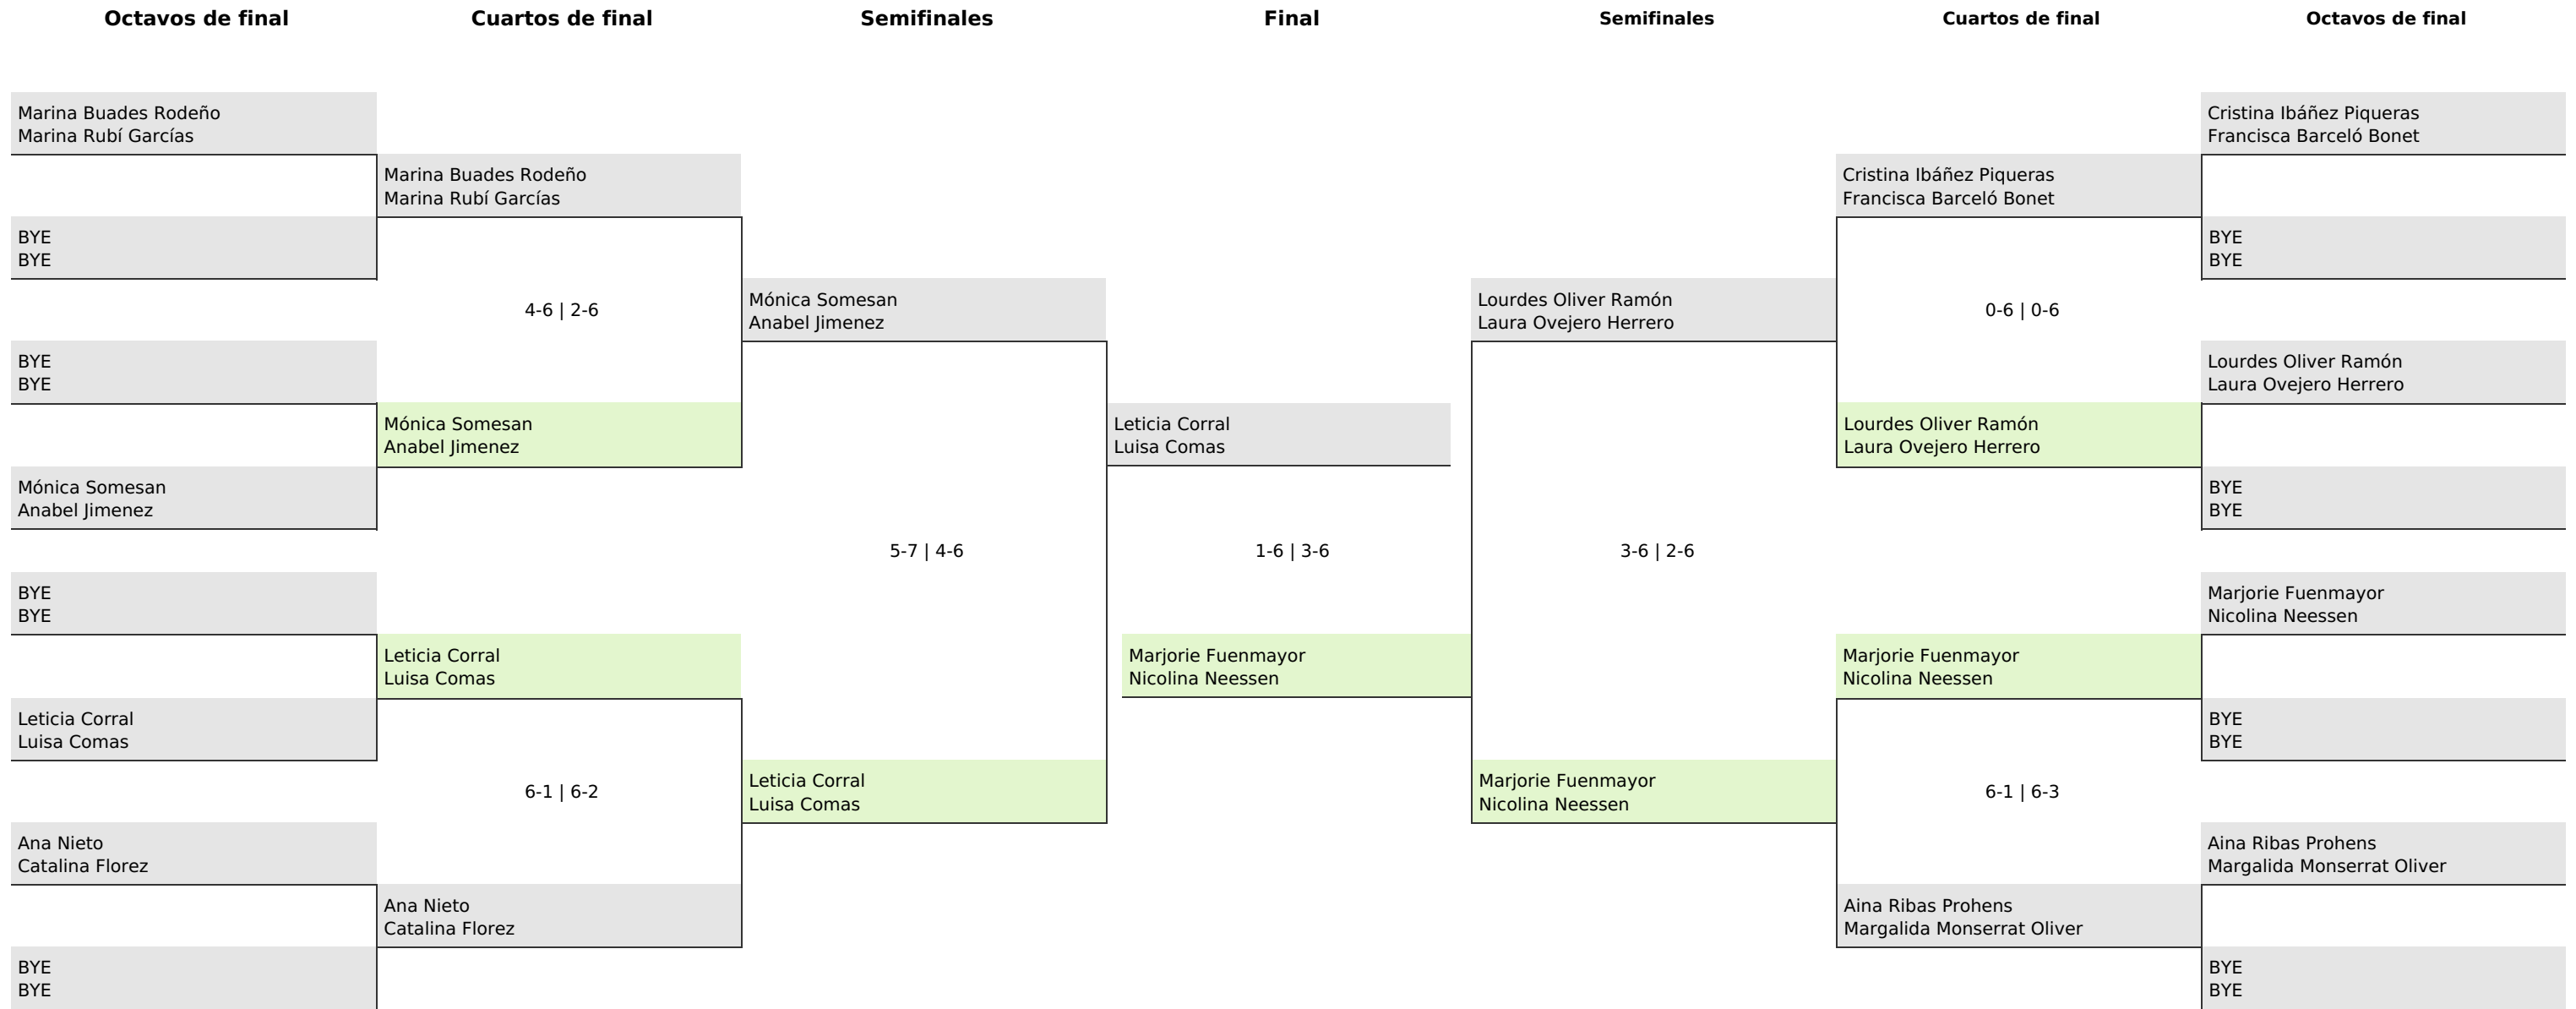 Octavos de final
Cuartos de final
Semifinales
Final
Semifinales
Cuartos de final
Octavos de final
Marina Buades Rodeño
Marina Rubí Garcías
BYE
BYE
BYE
BYE
Mónica Somesan
Anabel Jimenez
BYE
BYE
Leticia Corral
Luisa Comas
Ana Nieto
Catalina Florez
BYE
BYE
Marina Buades Rodeño
Marina Rubí Garcías
4-6 | 2-6
Mónica Somesan
Anabel Jimenez
Leticia Corral
Luisa Comas
6-1 | 6-2
Ana Nieto
Catalina Florez
Mónica Somesan
Anabel Jimenez
5-7 | 4-6
Leticia Corral
Luisa Comas
Leticia Corral
Luisa Comas
1-6 | 3-6
Marjorie Fuenmayor
Nicolina Neessen
Lourdes Oliver Ramón
Laura Ovejero Herrero
3-6 | 2-6
Marjorie Fuenmayor
Nicolina Neessen
Cristina Ibáñez Piqueras
Francisca Barceló Bonet
0-6 | 0-6
Lourdes Oliver Ramón
Laura Ovejero Herrero
Marjorie Fuenmayor
Nicolina Neessen
6-1 | 6-3
Aina Ribas Prohens
Margalida Monserrat Oliver
Cristina Ibáñez Piqueras
Francisca Barceló Bonet
BYE
BYE
Lourdes Oliver Ramón
Laura Ovejero Herrero
BYE
BYE
Marjorie Fuenmayor
Nicolina Neessen
BYE
BYE
Aina Ribas Prohens
Margalida Monserrat Oliver
BYE
BYE